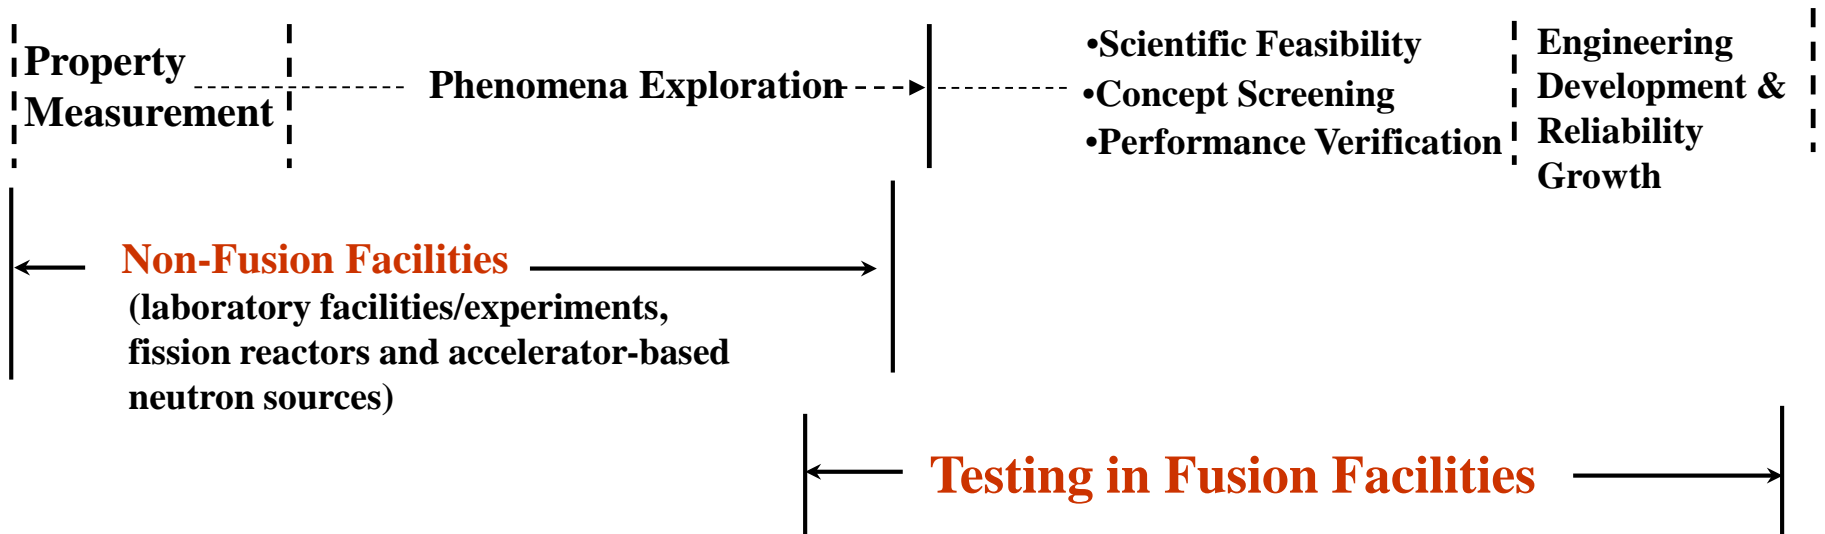 Property
Measurement
Phenomena Exploration
•Scientific Feasibility
•Concept Screening
•Performance Verification
Engineering
Development &
Reliability
Growth
Non-Fusion Facilities
(laboratory facilities/experiments,
fission reactors and accelerator-based
neutron sources)
Testing in Fusion Facilities